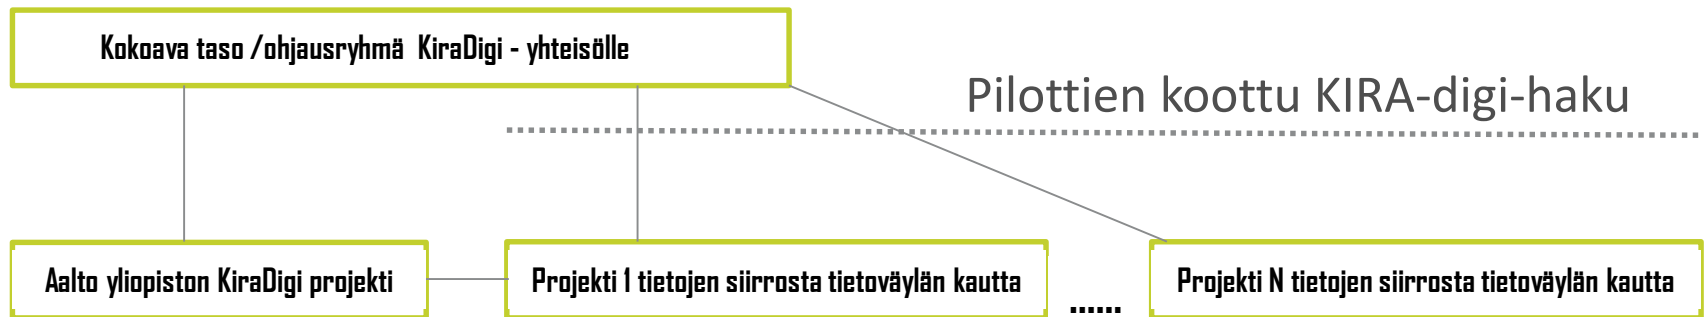 Kokoava taso /ohjausryhmä KiraDigi - yhteisölle
Pilottien koottu KIRA-digi-haku
Aalto yliopiston KiraDigi projekti
Projekti 1 tietojen siirrosta tietoväylän kautta
......
Projekti N tietojen siirrosta tietoväylän kautta